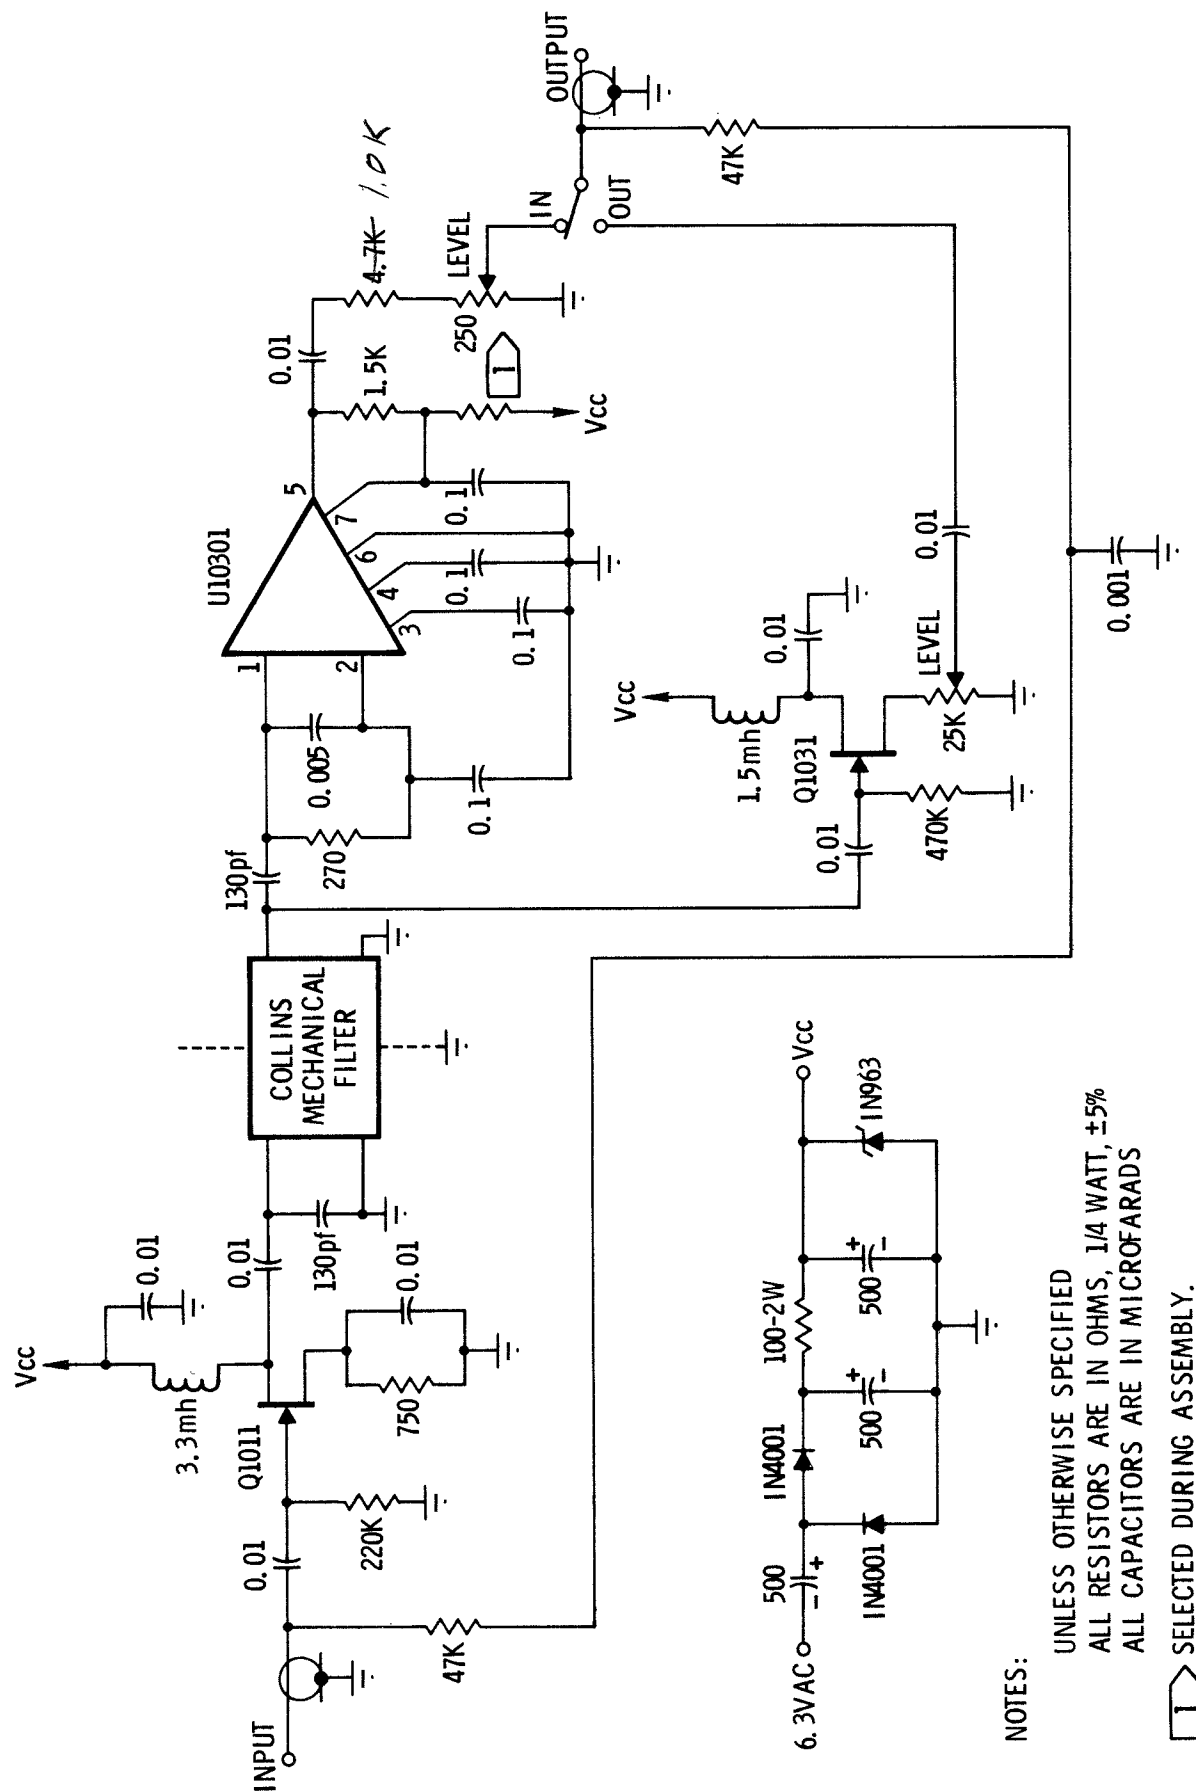 Vcc
0.01
3.3mh
Q1011
0.01
220K
INPUT
47K
750
0.01
0.01
130pf
COLLINS
MECHANICAL
FILTER
130pf
270
0.005
0.1
U10301
1
2
3
4
6
7
5
0.1
0.1
0.1
0.01
1.5K
4.7K 1.0K
250
LEVEL
1
Vcc
IN
OUT
OUTPUT
47K
Vcc
1.5mh
0.01
Q1031
0.01
470K
25K
LEVEL
0.01
0.001
6.3VAC
500
- +
IN4001
IN4001
100-2W
500
+
-
500
+
-
IN963
Vcc
NOTES:
UNLESS OTHERWISE SPECIFIED
ALL RESISTORS ARE IN OHMS, 1/4 WATT, ±5%
ALL CAPACITORS ARE IN MICROFARADS
1 SELECTED DURING ASSEMBLY.